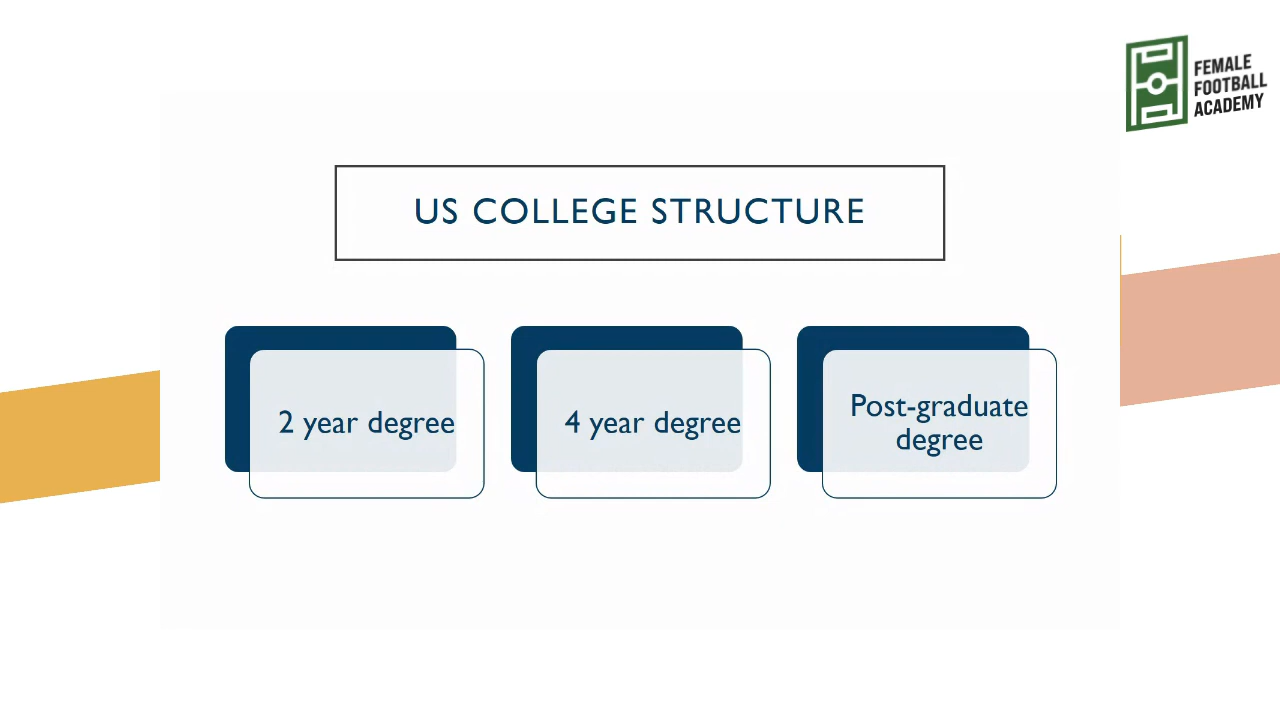 FEMALE
FOOTBALL
ACADEMY
US COLLEGE STRUCTURE
2 year degree
4 year degree
Post-graduate
degree